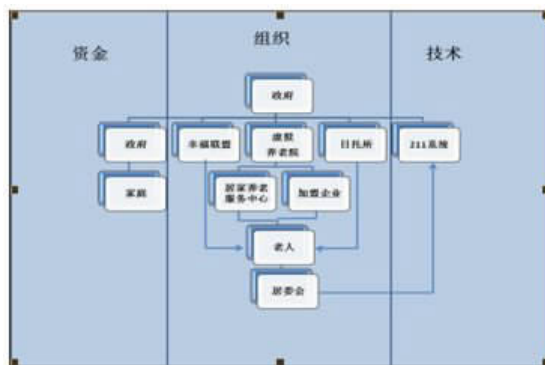 资金
组织
技术
政府
政府
幸福联盟
虚拟
养老院
日托所
211系统
家庭
居家养老
服务中心
加盟企业
老人
居委会